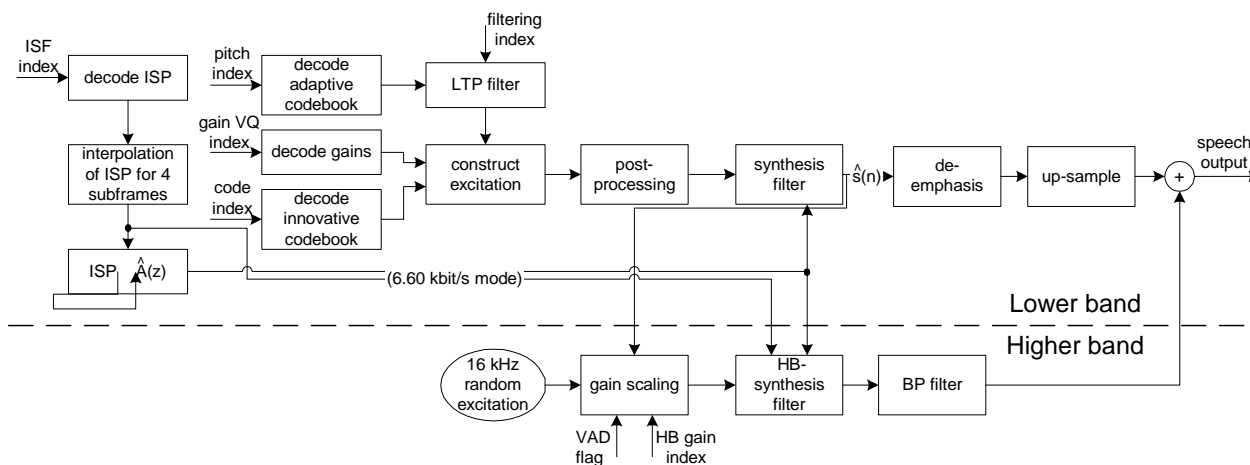 ISF
index
decode ISP
interpolation
of ISP for 4
subframes
ISP Â(z)
pitch
index
decode
adaptive
codebook
filtering
index
LTP filter
gain VQ
index
decode gains
code
index
decode
innovative
codebook
construct
excitation
post-
processing
synthesis
filter
ŝ(n)
de-
emphasis
up-sample
+
speech
output
(6.60 kbit/s mode)
Lower band
Higher band
16 kHz
random
excitation
gain scaling
VAD
flag
HB gain
index
HB-
synthesis
filter
BP filter